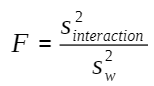 F = s²interaction / s²w